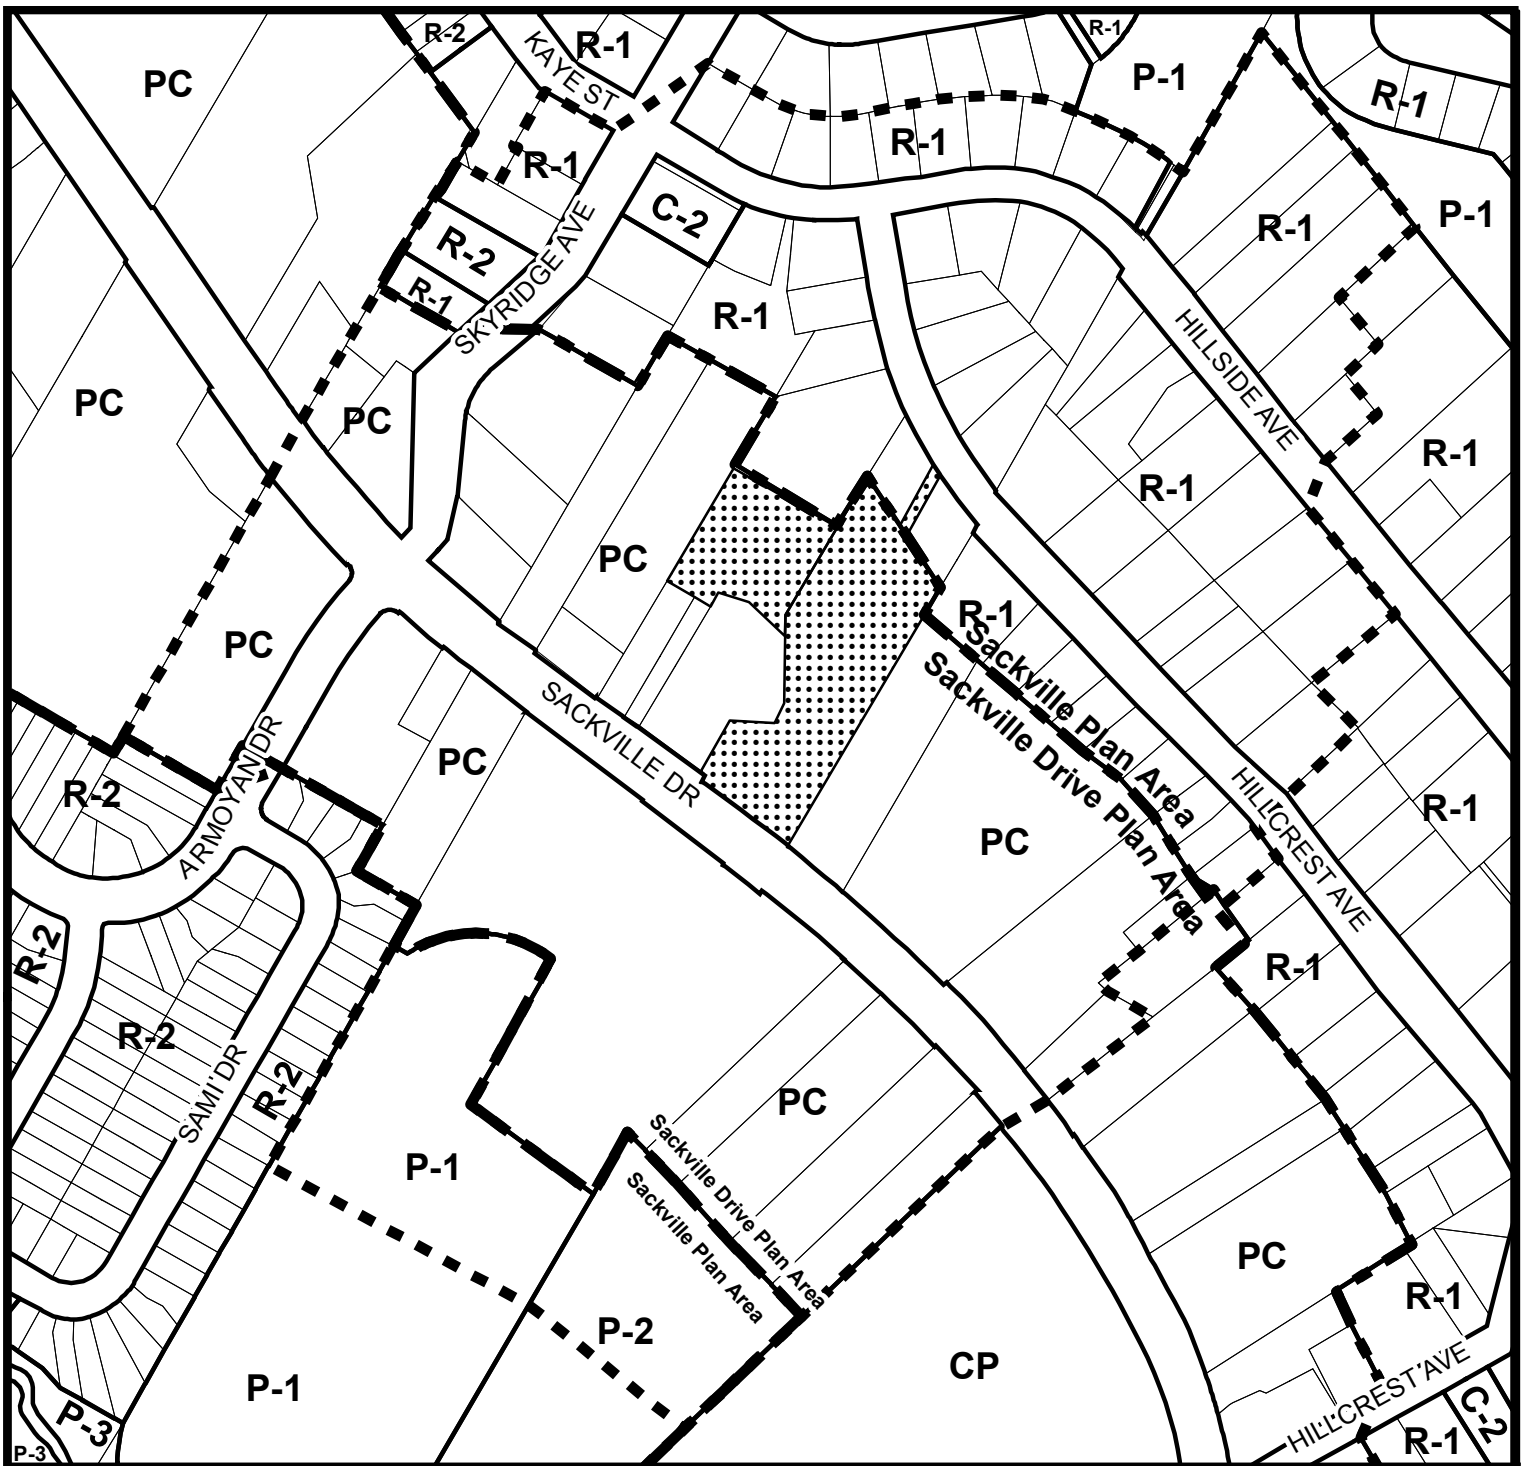 R-2
R-1
R-1
KAYE ST
PC
P-1
R-1
R-1
R-1
C-2
R-1
P-1
R-2
R-1
SKYRIDGE AVE
R-1
HILLSIDE AVE
PC
PC
R-1
R-1
PC
R-1
PC
Sackville Plan Area
Sackville Drive Plan Area
SACKVILLE DR
ARMOYAN DR
PC
R-2
HILLCREST AVE
R-1
PC
R-2
R-1
R-2
SAMI DR
R-2
PC
P-1
Sackville Drive Plan Area
Sackville Plan Area
PC
R-1
P-2
CP
P-1
HILLCREST AVE
C-2
P-3
R-1
P-3